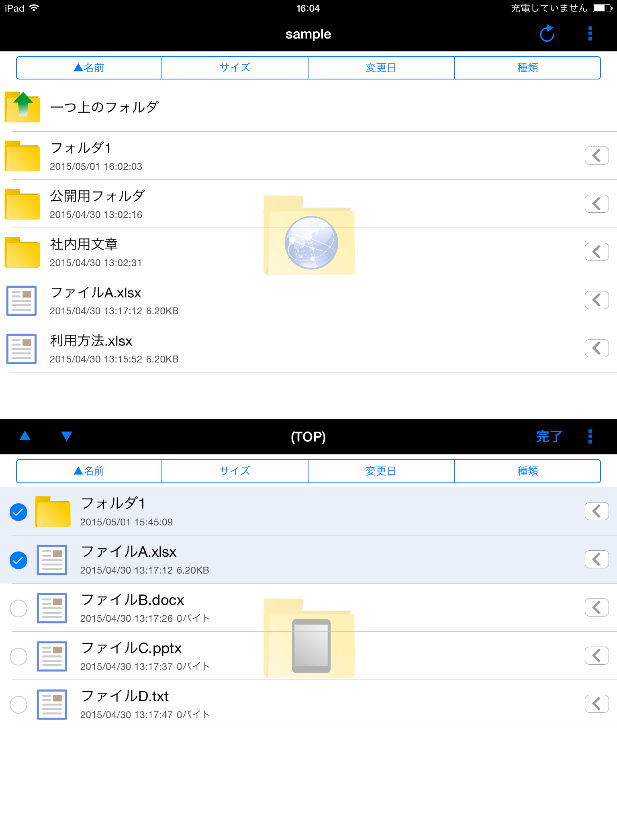 iPad 16:04 充電していません
sample
▲名前 サイズ 変更日 種類
一つ上のフォルダ
フォルダ1
2015/05/01 16:02:03
公開用フォルダ
2015/04/30 13:02:16
社内用文章
2015/04/30 13:02:31
ファイルA.xlsx
2015/04/30 13:17:12 6.20KB
利用方法.xlsx
2015/04/30 13:15:52 6.20KB
▲ ▼ (TOP) 完了
▲名前 サイズ 変更日 種類
フォルダ1
2015/05/01 15:45:09
ファイルA.xlsx
2015/04/30 13:17:12 6.20KB
ファイルB.docx
2015/04/30 13:17:26 0バイト
ファイルC.pptx
2015/04/30 13:17:37 0バイト
ファイルD.txt
2015/04/30 13:17:47 0バイト